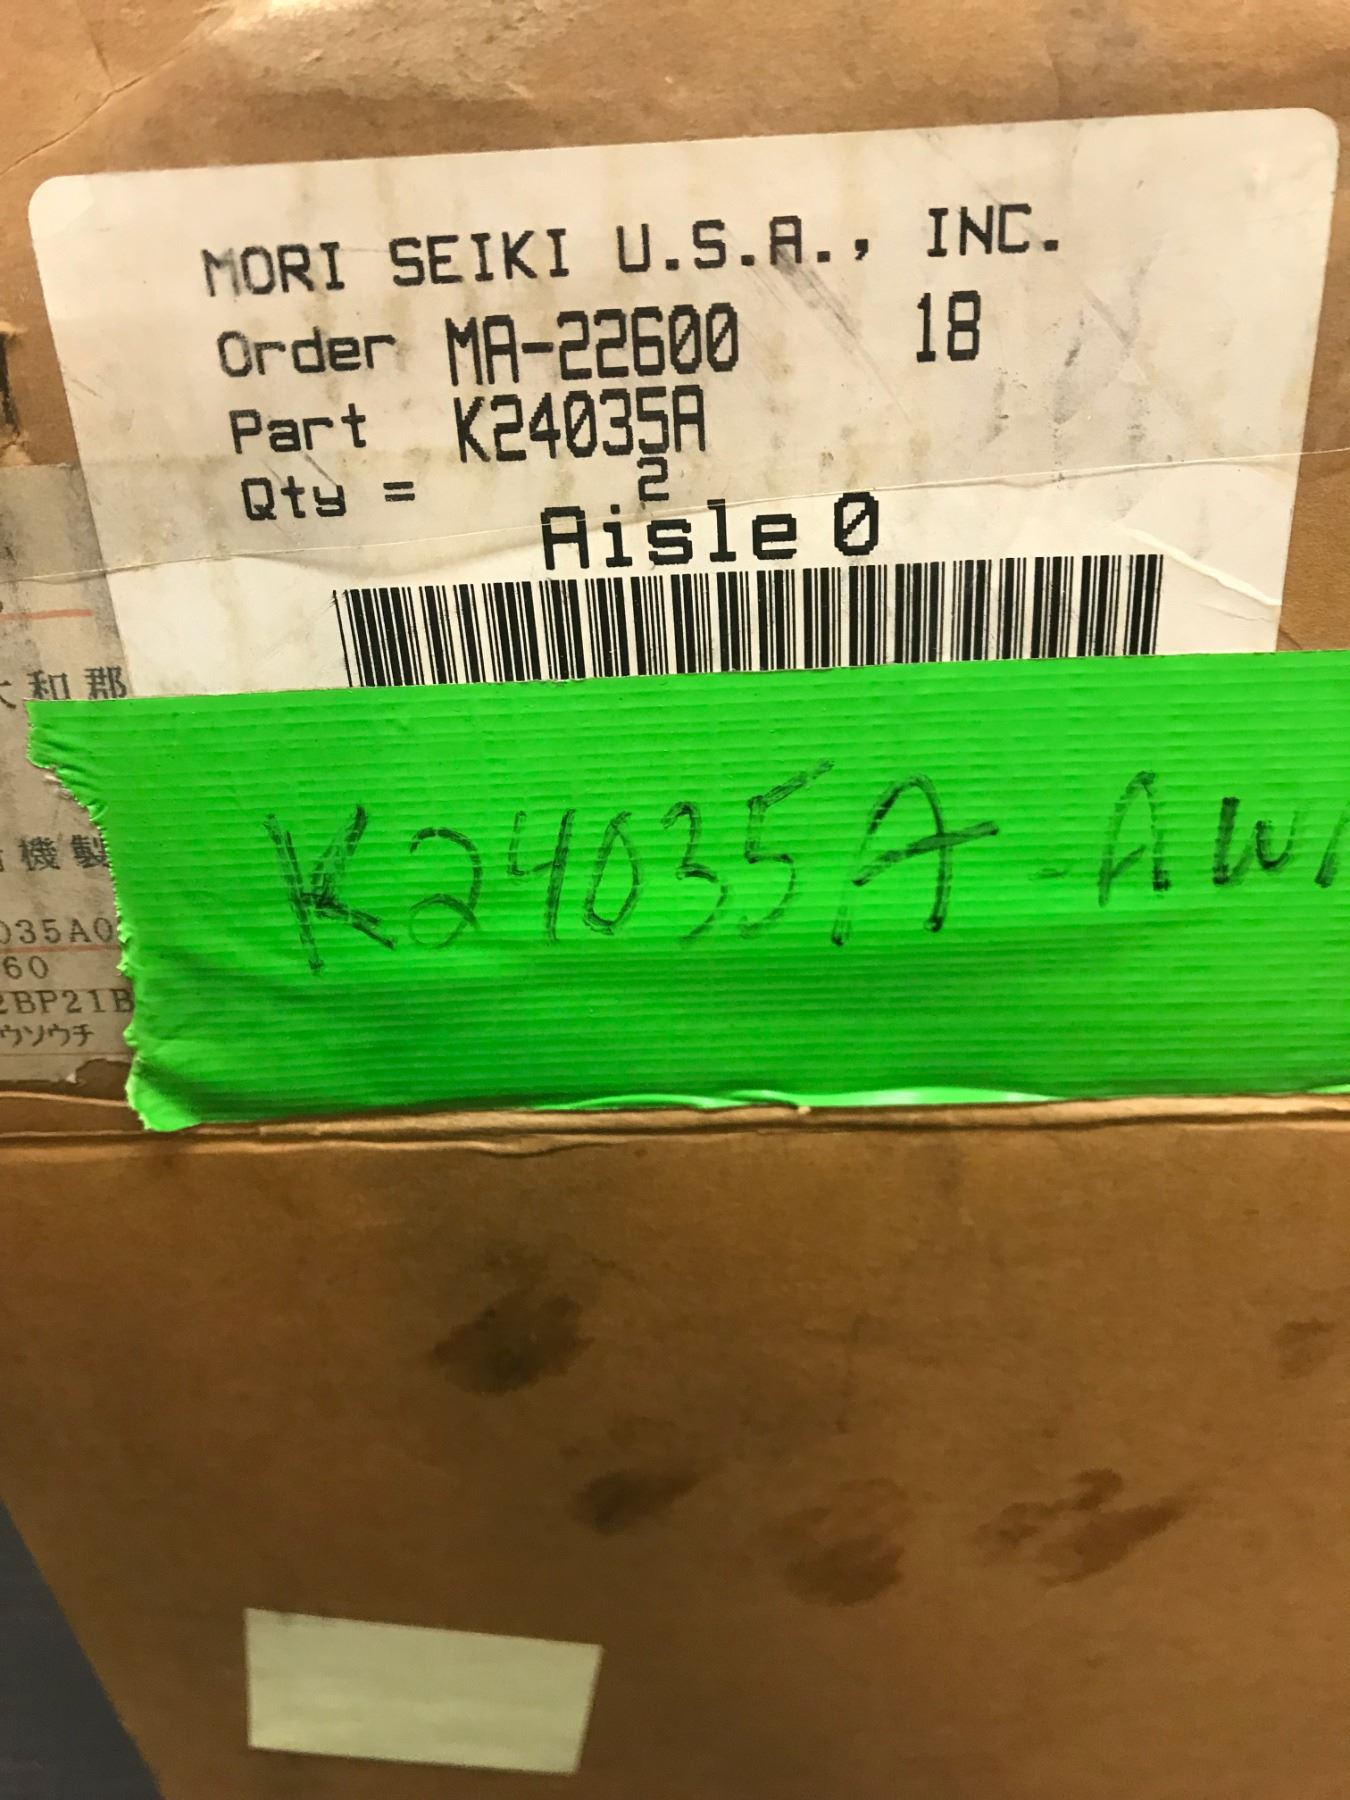 MORI SEIKI U.S.A., INC.
Order MA-22600 18
Part K24035A
Qty = 2
Aisle 0
和郡
機製
035A0
60
2BP21B
ウソウチ
K24035A-AW